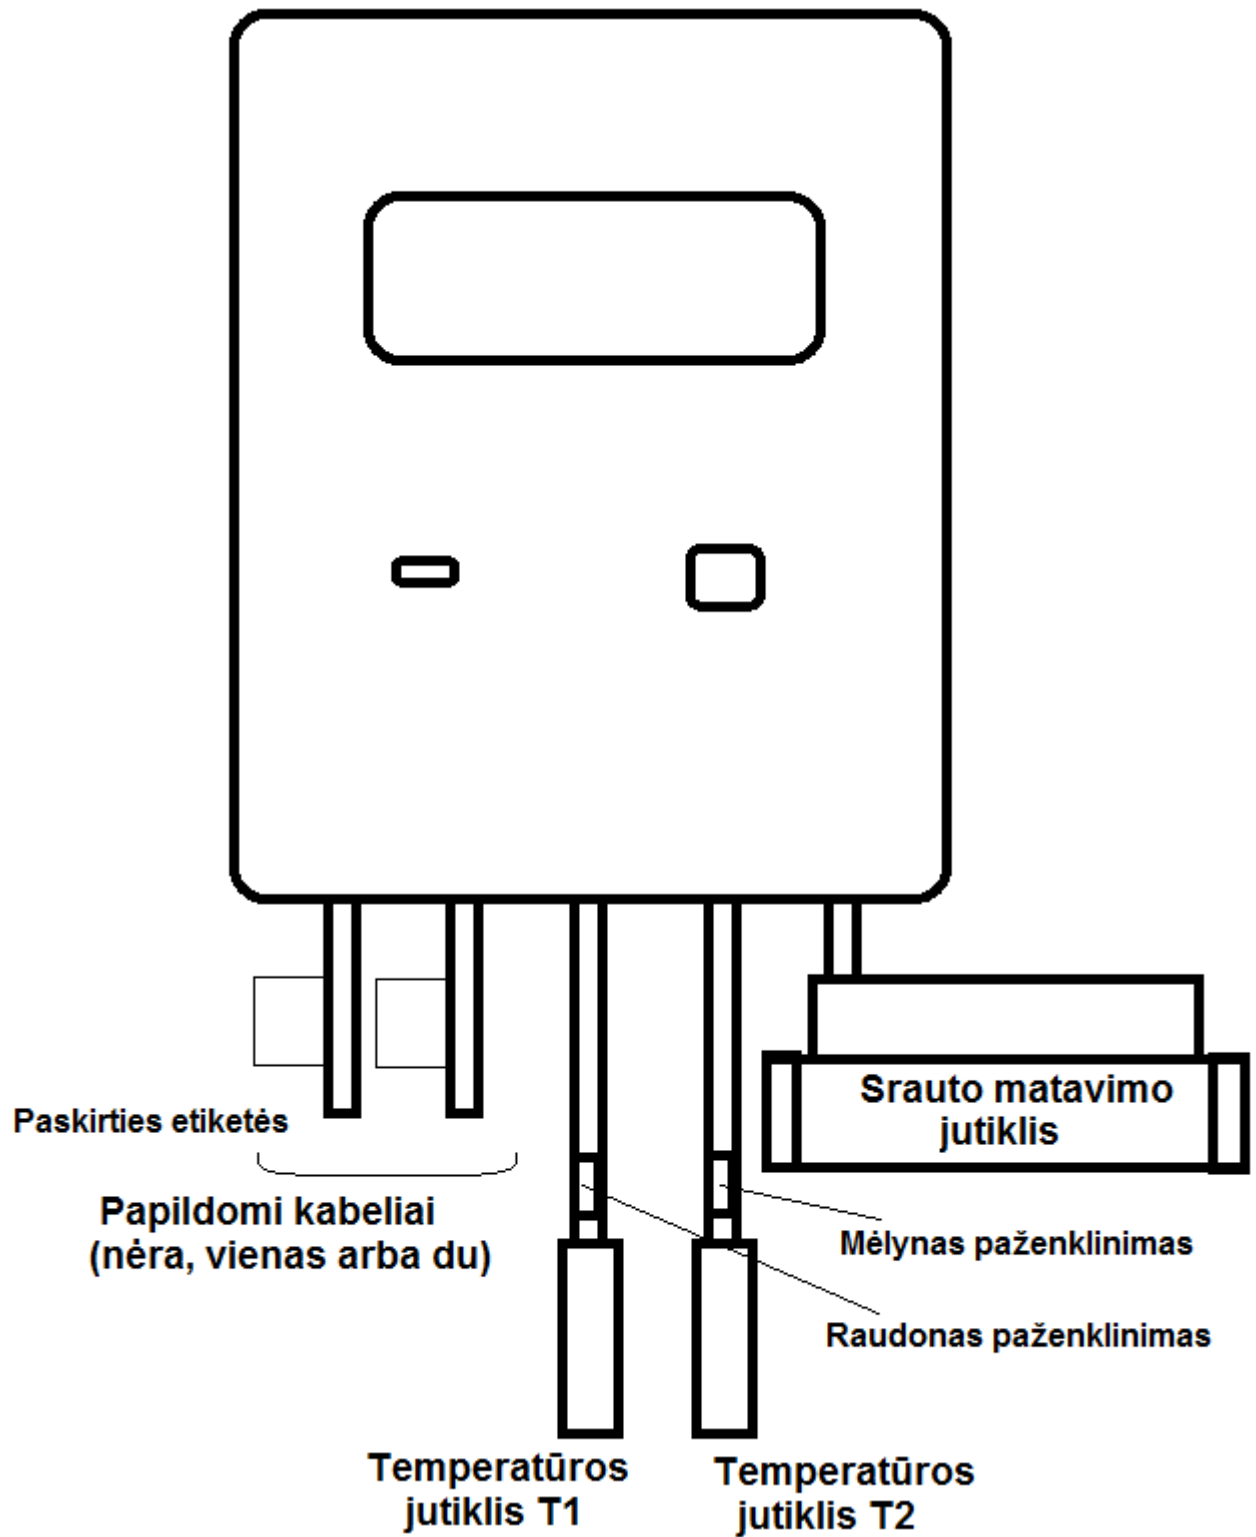 Srauto matavimo
jutiklis
Paskirties etiketės
Papildomi kabeliai
(nėra, vienas arba du)
Mėlynas paženklinimas
Raudonas paženklinimas
Temperatūros
jutiklis T1
Temperatūros
jutiklis T2